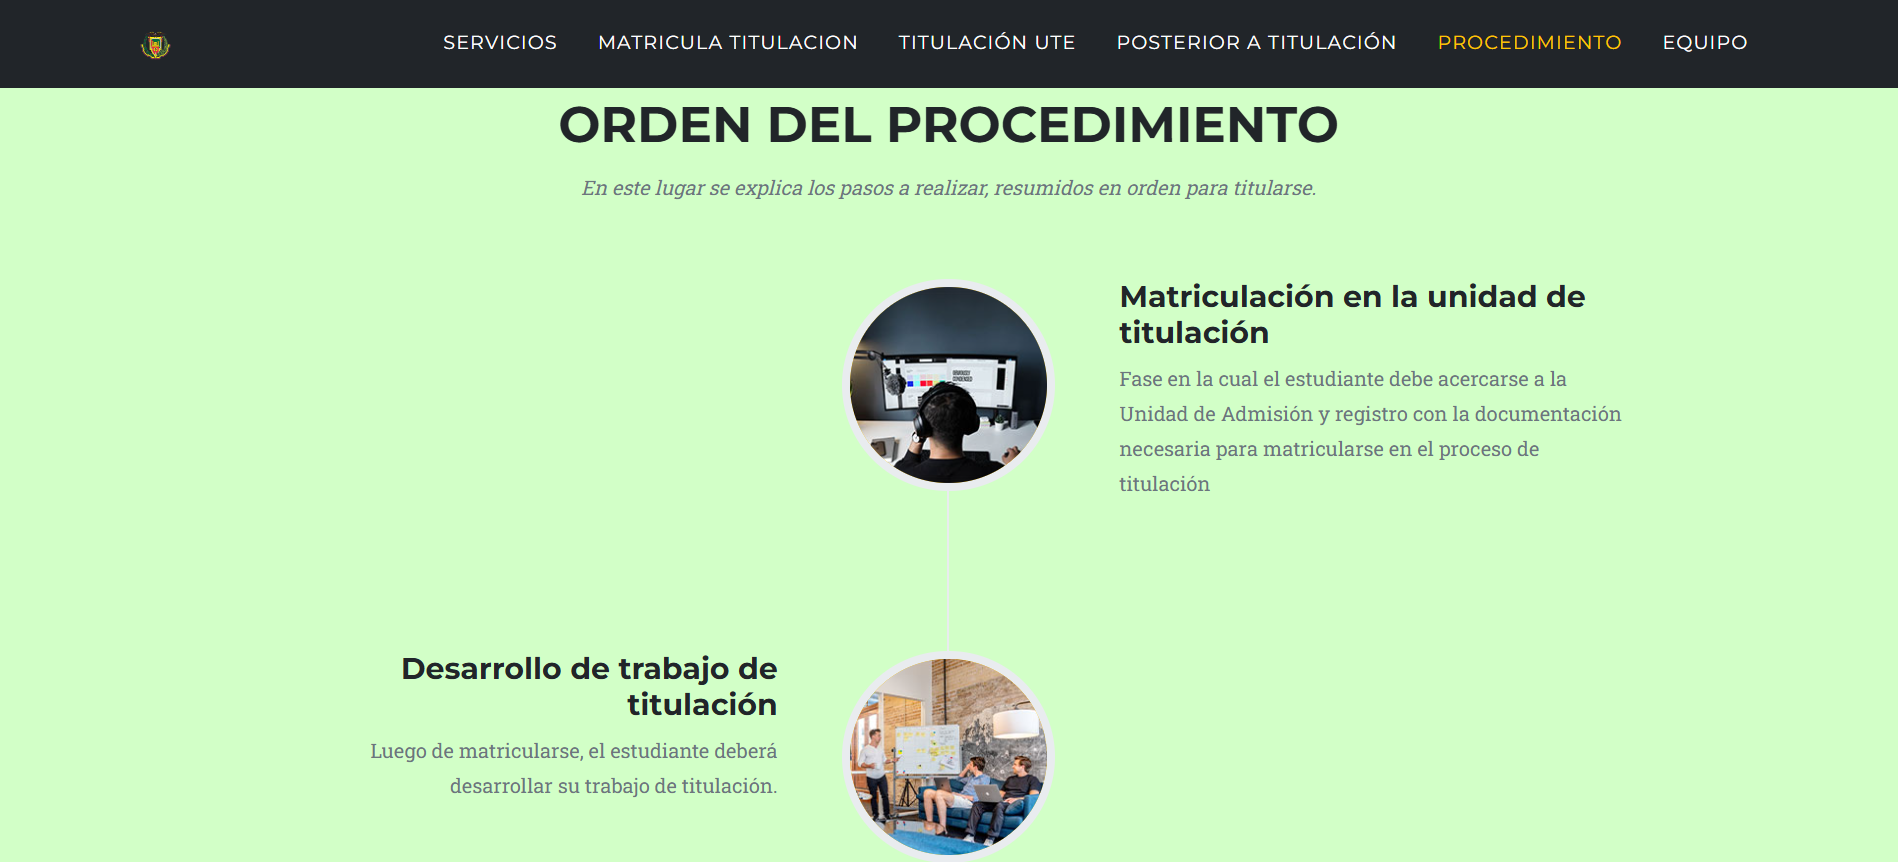 SERVICIOS MATRICULA TITULACION TITULACIÓN UTE POSTERIOR A TITULACIÓN PROCEDIMIENTO EQUIPO
ORDEN DEL PROCEDIMIENTO
En este lugar se explica los pasos a realizar, resumidos en orden para titularse.
Matriculación en la unidad de
titulación
Fase en la cual el estudiante debe acercarse a la
Unidad de Admisión y registro con la documentación
necesaria para matricularse en el proceso de
titulación
Desarrollo de trabajo de
titulación
Luego de matricularse, el estudiante deberá
desarrollar su trabajo de titulación.